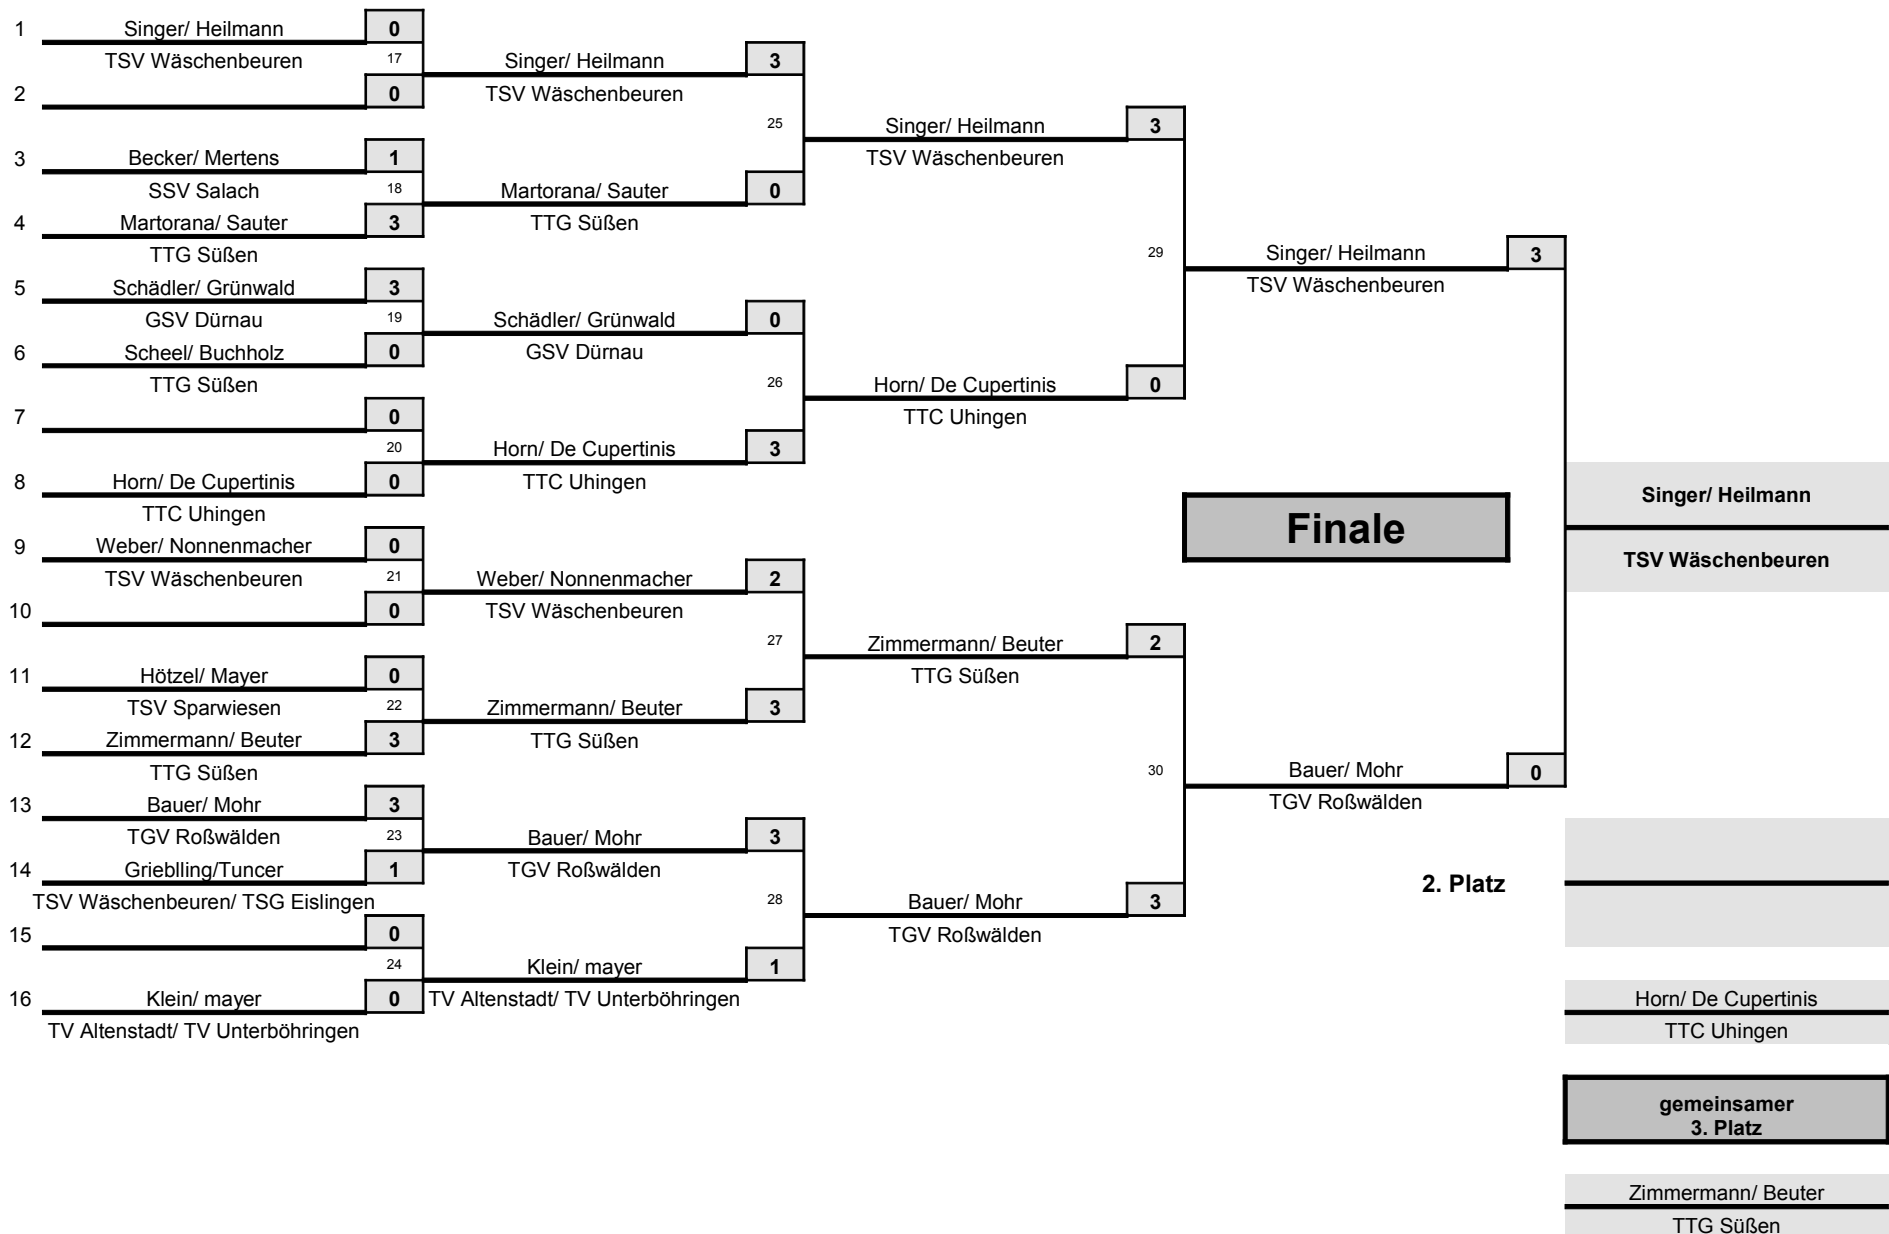 1 Singer/ Heilmann 0
TSV Wäschenbeuren 17
2 0
Singer/ Heilmann 3
TSV Wäschenbeuren
25
3 Becker/ Mertens 1
SSV Salach 18
4 Martorana/ Sauter 3
TTG Süßen
Martorana/ Sauter 0
TTG Süßen
Singer/ Heilmann 3
TSV Wäschenbeuren
29
5 Schädler/ Grünwald 3
GSV Dürnau 19
6 Scheel/ Buchholz 0
TTG Süßen
Schädler/ Grünwald 0
GSV Dürnau
26
7 0
20
8 Horn/ De Cupertinis 0
TTC Uhingen
Horn/ De Cupertinis 3
TTC Uhingen
Horn/ De Cupertinis 0
TTC Uhingen
Singer/ Heilmann 3
TSV Wäschenbeuren
Finale
Singer/ Heilmann
TSV Wäschenbeuren
9 Weber/ Nonnenmacher 0
TSV Wäschenbeuren 21
10 0
Weber/ Nonnenmacher 2
TSV Wäschenbeuren
27
11 Hötzel/ Mayer 0
TSV Sparwiesen 22
12 Zimmermann/ Beuter 3
TTG Süßen
Zimmermann/ Beuter 3
TTG Süßen
Zimmermann/ Beuter 2
TTG Süßen
30
13 Bauer/ Mohr 3
TGV Roßwälden 23
14 Grieblling/Tuncer 1
TSV Wäschenbeuren/ TSG Eislingen
Bauer/ Mohr 3
TGV Roßwälden
28
15 0
24
16 Klein/ mayer 0
TV Altenstadt/ TV Unterböhringen
Klein/ mayer 1
TV Altenstadt/ TV Unterböhringen
Bauer/ Mohr 3
TGV Roßwälden
Bauer/ Mohr 0
TGV Roßwälden
2. Platz
Horn/ De Cupertinis
TTC Uhingen
gemeinsamer
3. Platz
Zimmermann/ Beuter
TTG Süßen